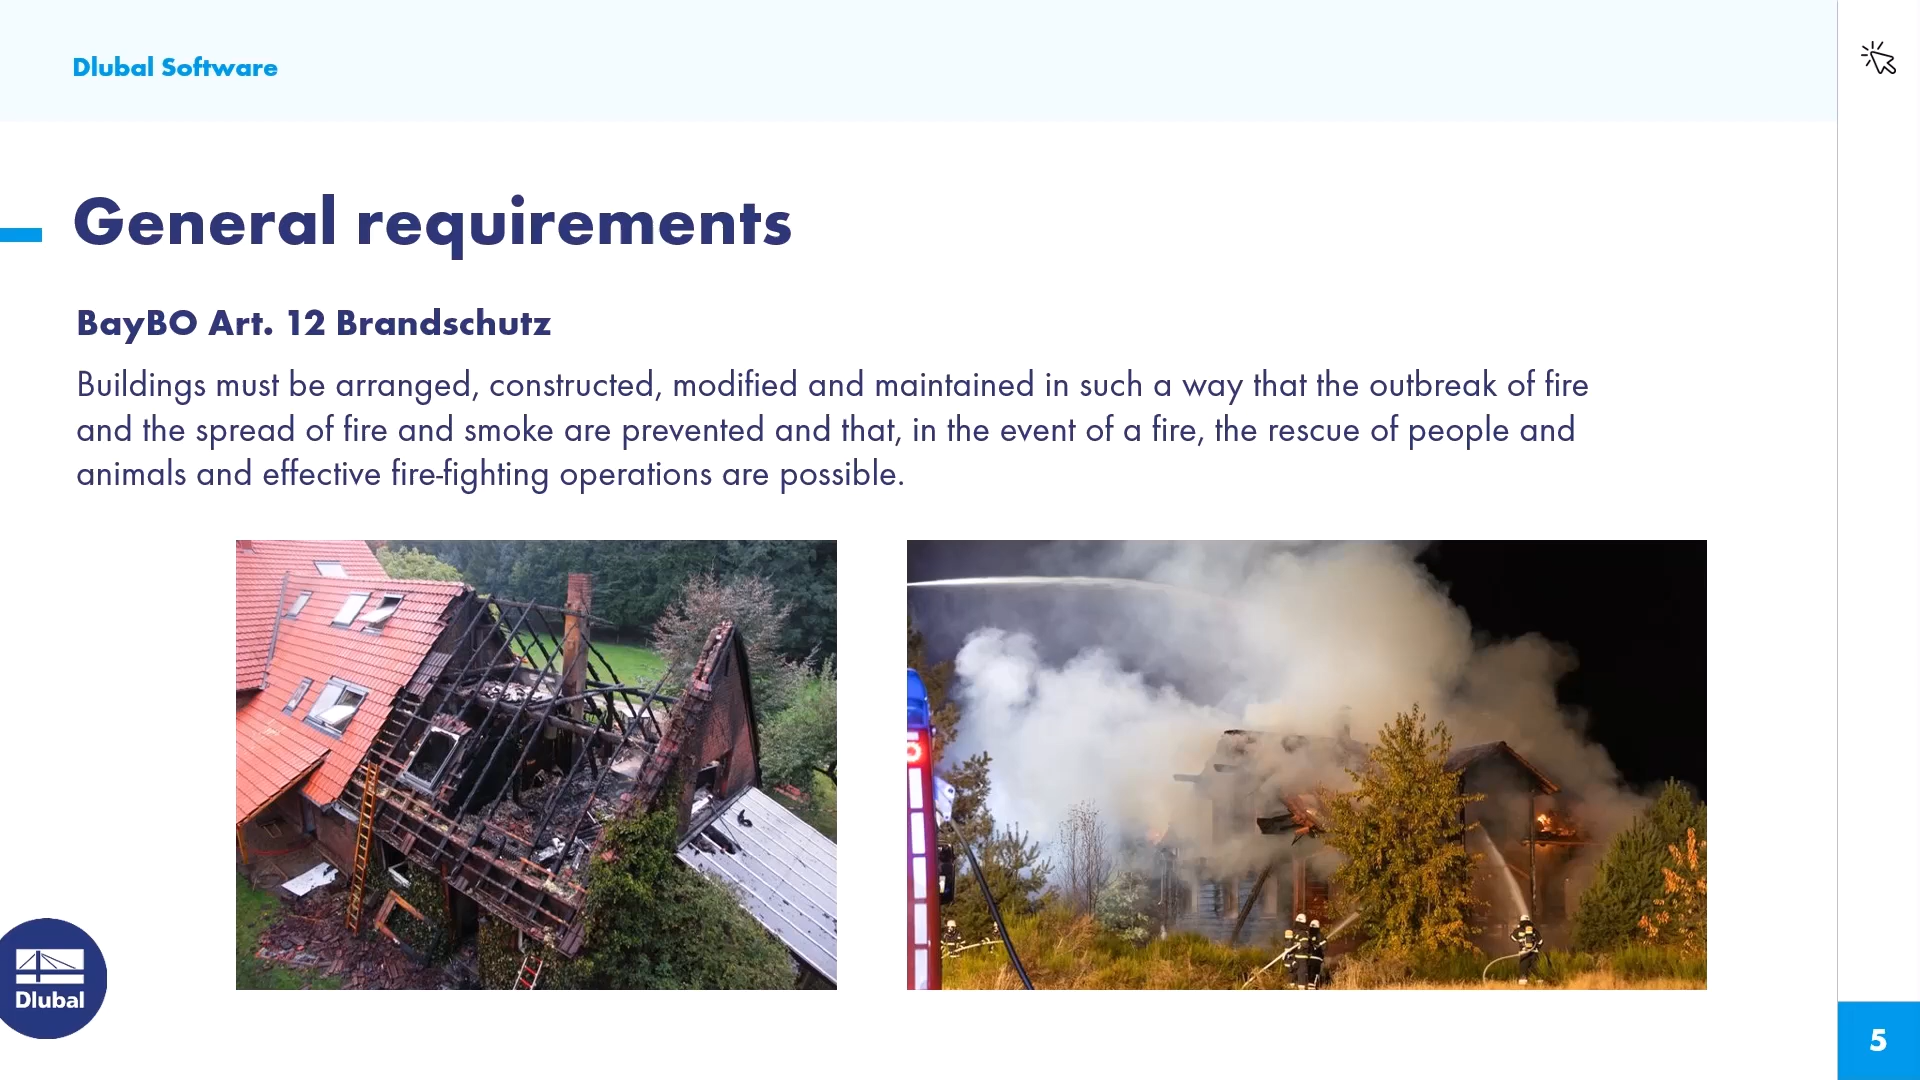 Dlubal Software
General requirements
BayBO Art. 12 Brandschutz
Buildings must be arranged, constructed, modified and maintained in such a way that the outbreak of fire
and the spread of fire and smoke are prevented and that, in the event of a fire, the rescue of people and
animals and effective fire-fighting operations are possible.
Dlubal
5